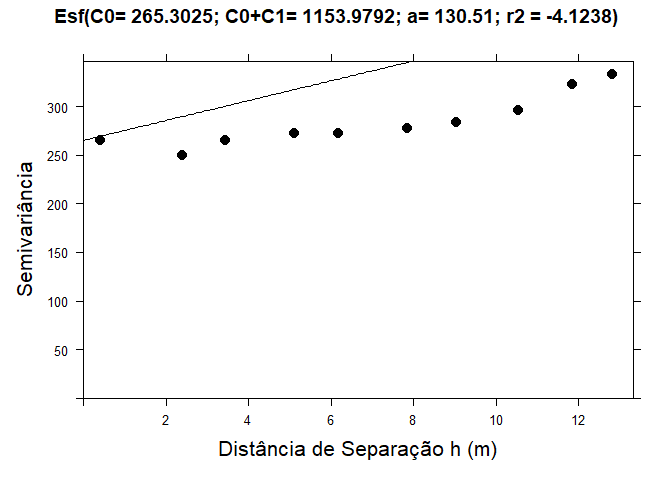 Esf(C0= 265.3025; C0+C1= 1153.9792; a= 130.51; r2 = -4.1238)
300
250
200
150
100
50
Semivariância
2 4 6 8 10 12
Distância de Separação h (m)